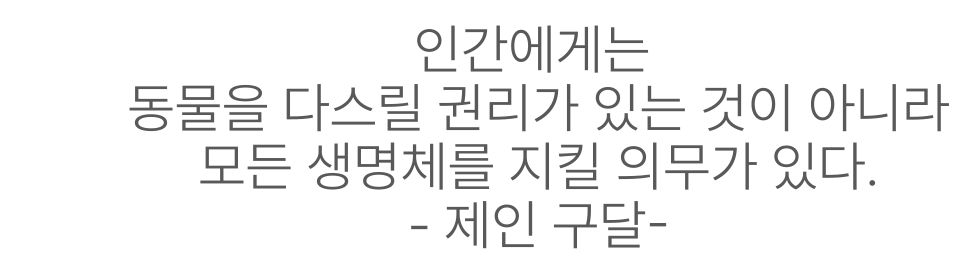 인간에게는
동물을 다스릴 권리가 있는 것이 아니라
모든 생명체를 지킬 의무가 있다.
- 제인 구달-